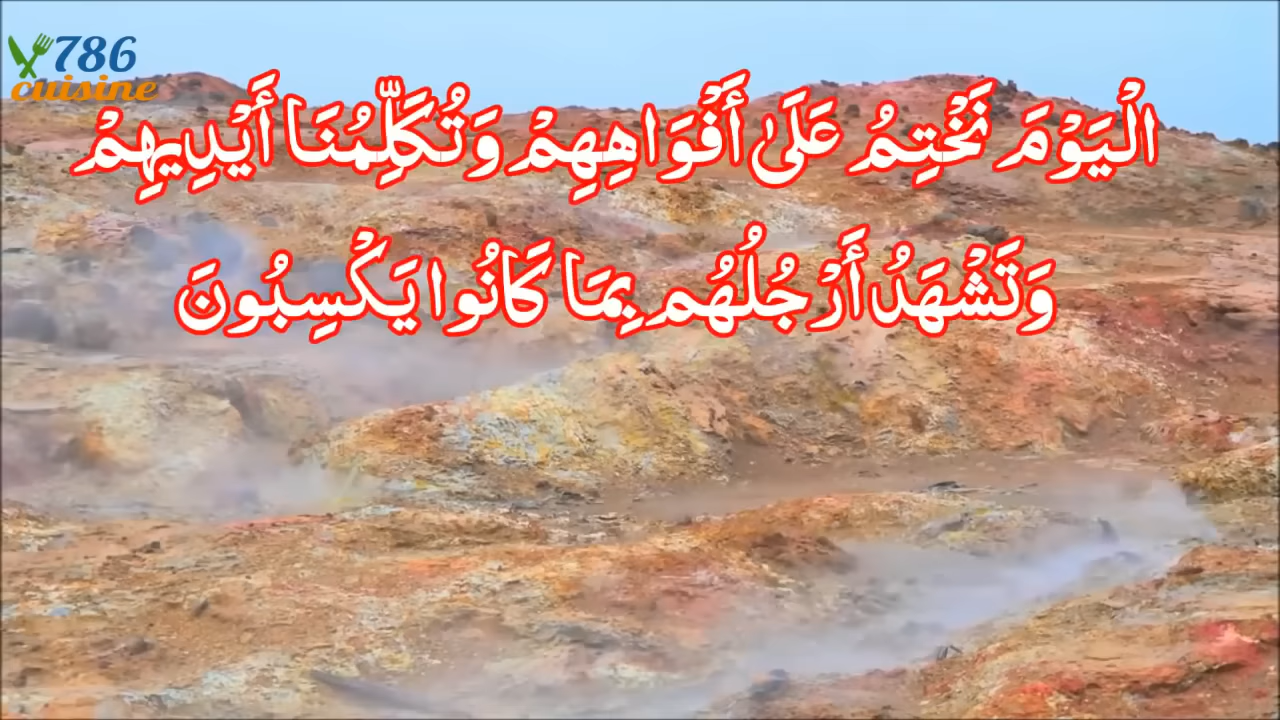 786
cuisine
الْيَوْمَ نَخْتِمُ عَلَىٰ أَفْوَاهِهِمْ وَتُكَلِّمُنَا أَيْدِيهِمْ
وَتَشْهَدُ أَرْجُلُهُم بِمَا كَانُوا يَكْسِبُونَ